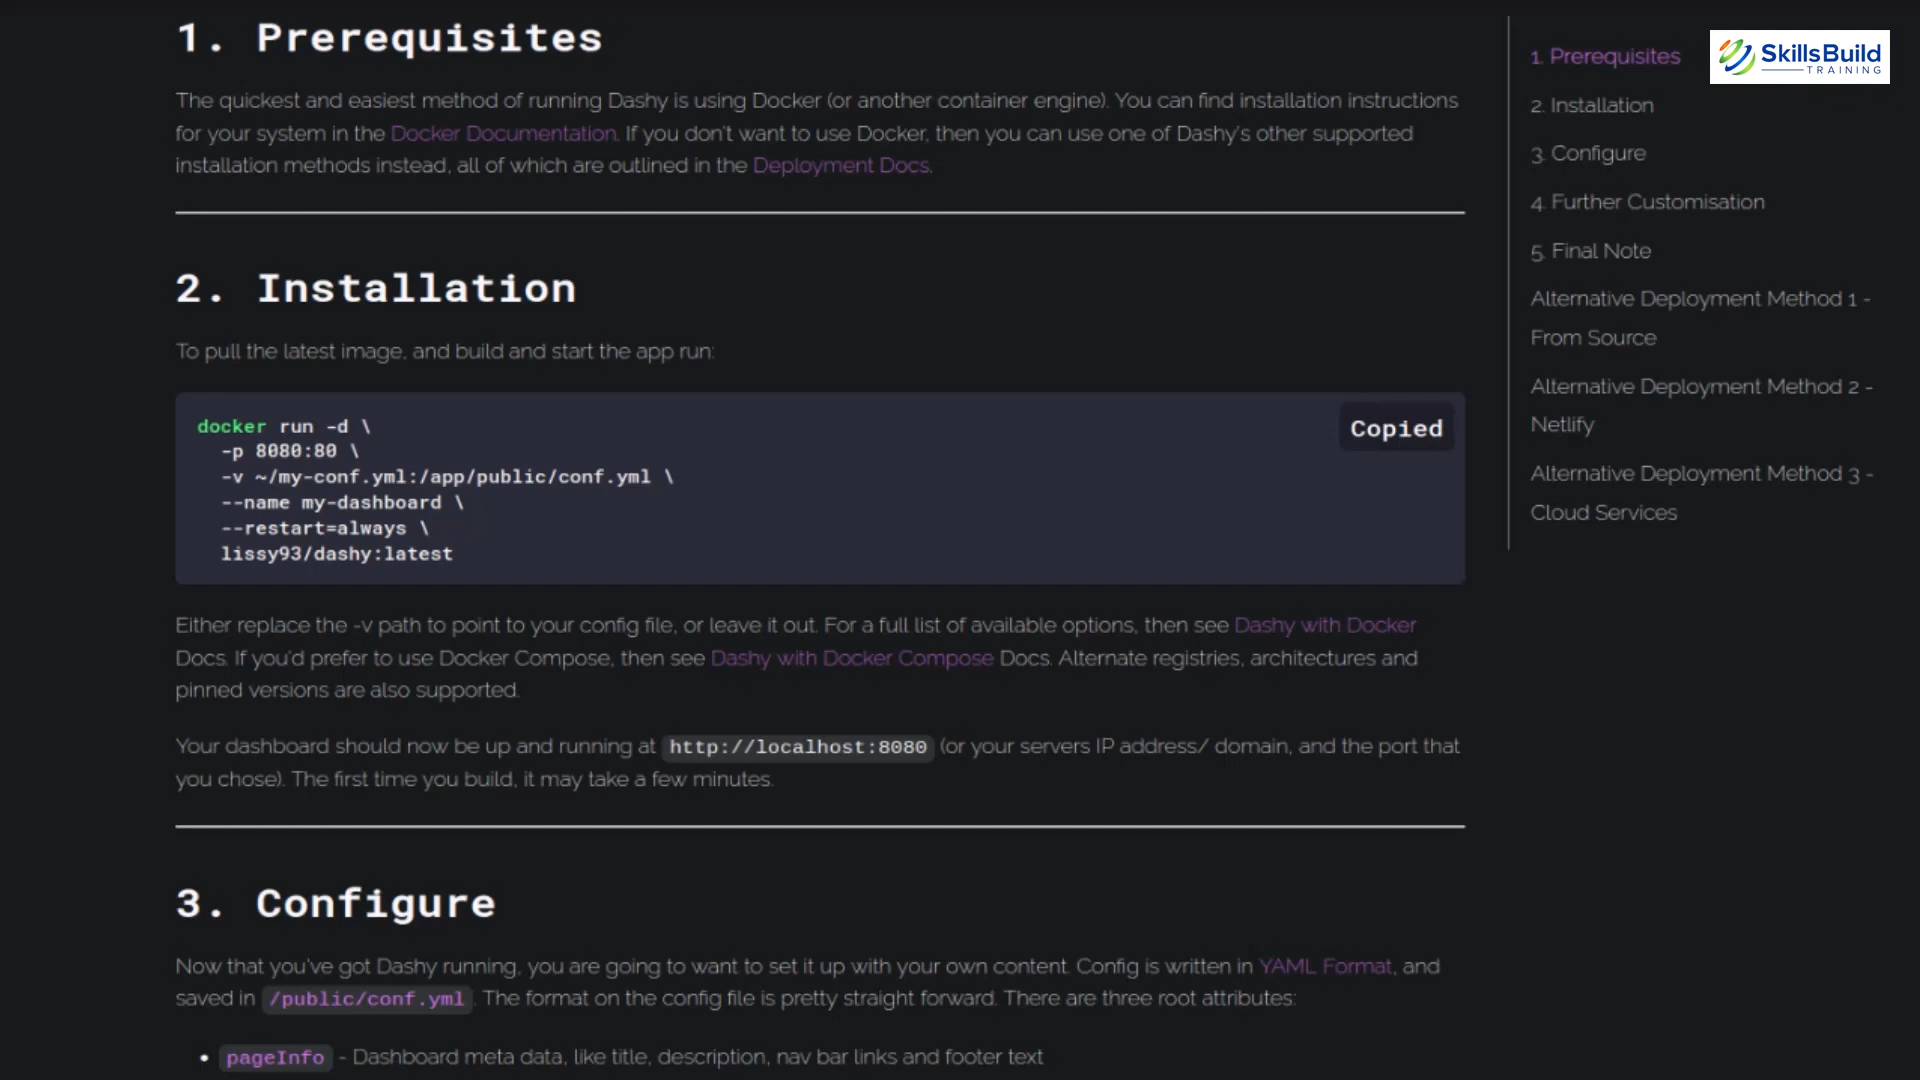 1. Prerequisites
The quickest and easiest method of running Dashy is using Docker (or another container engine). You can find installation instructions
for your system in the Docker Documentation. If you don't want to use Docker, then you can use one of Dashy's other supported
installation methods instead, all of which are outlined in the Deployment Docs.
2. Installation
To pull the latest image, and build and start the app run:
docker run -d \
-p 8080:80 \
-v ~/my-conf.yml:/app/public/conf.yml \
--name my-dashboard \
--restart=always \
lissy93/dashy:latest
Copied
Either replace the -v path to point to your config file, or leave it out. For a full list of available options, then see Dashy with Docker
Docs. If you'd prefer to use Docker Compose, then see Dashy with Docker Compose Docs. Alternate registries, architectures and
pinned versions are also supported.
Your dashboard should now be up and running at http://localhost:8080 (or your servers IP address/ domain, and the port that
you chose). The first time you build, it may take a few minutes.
3. Configure
Now that you've got Dashy running, you are going to want to set it up with your own content. Config is written in YAML Format, and
saved in /public/conf.yml. The format on the config file is pretty straight forward. There are three root attributes:
• pageInfo - Dashboard meta data, like title, description, nav bar links and footer text
1. Prerequisites
2. Installation
3. Configure
4. Further Customisation
5. Final Note
Alternative Deployment Method 1 -
From Source
Alternative Deployment Method 2 -
Netlify
Alternative Deployment Method 3 -
Cloud Services
SkillsBuild
TRAINING